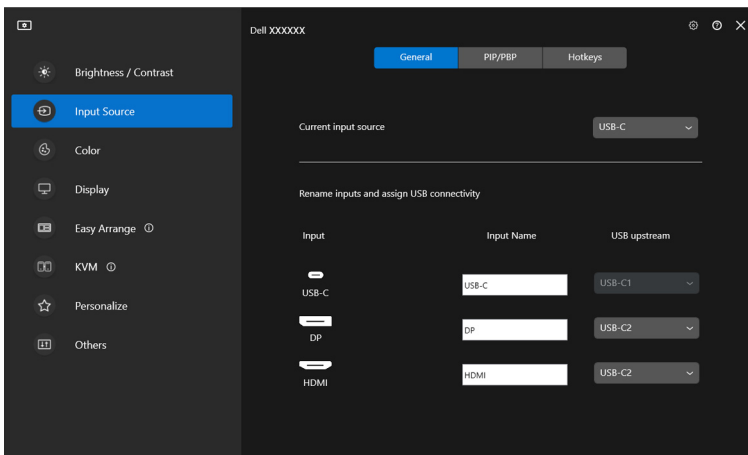 Dell XXXXXX
General PIP/PBP Hotkeys
Brightness / Contrast
Input Source
Color
Display
Easy Arrange
KVM
Personalize
Others
Current input source USB-C
Rename inputs and assign USB connectivity
Input Input Name USB upstream
USB-C USB-C USB-C1
DP DP USB-C2
HDMI HDMI USB-C2